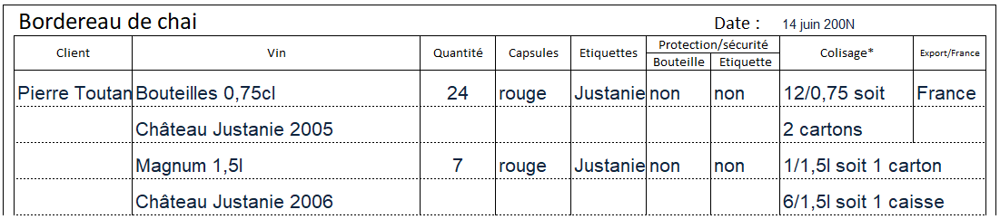 Bordereau de chai Date : 14 juin 200N
Client Vin Quantité Capsules Etiquettes Protection/sécurité Colisage* Export/France
Bouteille Etiquette
Pierre Toutan Bouteilles 0,75cl 24 rouge Justanie non non 12/0,75 soit France
Château Justanie 2005 2 cartons
Magnum 1,5l 7 rouge Justanie non non 1/1,5l soit 1 carton
Château Justanie 2006 6/1,5l soit 1 caisse